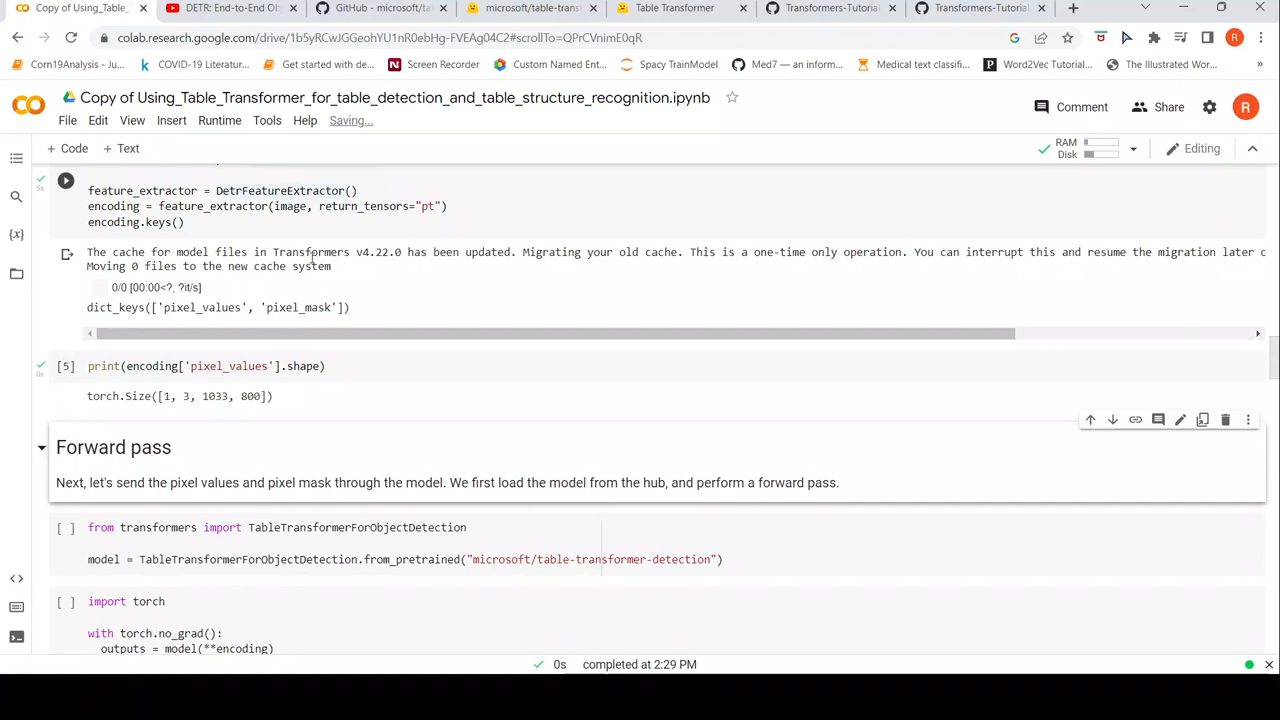 Copy of Using_Table_
DETR: End-to-End Ob
GitHub - microsoft/tab
microsoft/table-transf
Table Transformer
Transformers-Tutorial
Transformers-Tutorial
colab.research.google.com/drive/1b5yRCwJGGeohYU1nR0ebHg-FVEAg04C2#scrollTo=QPrCVnimE0qR
R
Corn19Analysis - Ju...
COVID-19 Literatur...
Get started with de...
Screen Recorder
Custom Named Ent...
Spacy TrainModel
Med7 — an inform...
Medical text classifi...
Word2Vec Tutorial...
The Illustrated Wor...
»
CO
Copy of Using_Table_Transformer_for_table_detection_and_table_structure_recognition.ipynb
Comment
Share
R
File Edit View Insert Runtime Tools Help Saving...
+ Code + Text
RAM
Disk
Editing
5s
feature_extractor = DetrFeatureExtractor()
encoding = feature_extractor(image, return_tensors="pt")
encoding.keys()
The cache for model files in Transformers v4.22.0 has been updated. Migrating your old cache. This is a one-time only operation. You can interrupt this and resume the migration later c
Moving 0 files to the new cache system
0/0 [00:00<?, ?it/s]
dict_keys(['pixel_values', 'pixel_mask'])
[5] print(encoding['pixel_values'].shape)
0s
torch.Size([1, 3, 1033, 800])
Forward pass
Next, let's send the pixel values and pixel mask through the model. We first load the model from the hub, and perform a forward pass.
[ ] from transformers import TableTransformerForObjectDetection
model = TableTransformerForObjectDetection.from_pretrained("microsoft/table-transformer-detection")
[ ] import torch
with torch.no_grad():
outputs = model(**encoding)
0s completed at 2:29 PM